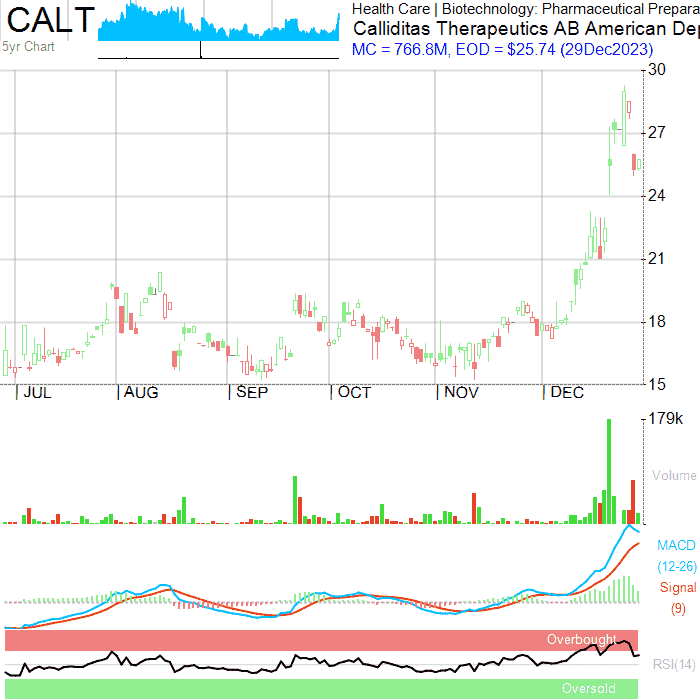 CALT
5yr Chart
Health Care | Biotechnology: Pharmaceutical Prepara
Calliditas Therapeutics AB American Dep
MC = 766.8M, EOD = $25.74 (29Dec2023)
30
27
24
21
18
15
JUL AUG SEP OCT NOV DEC
179k
Volume
MACD
(12-26)
Signal
(9)
Overbought
RSI(14)
Oversold